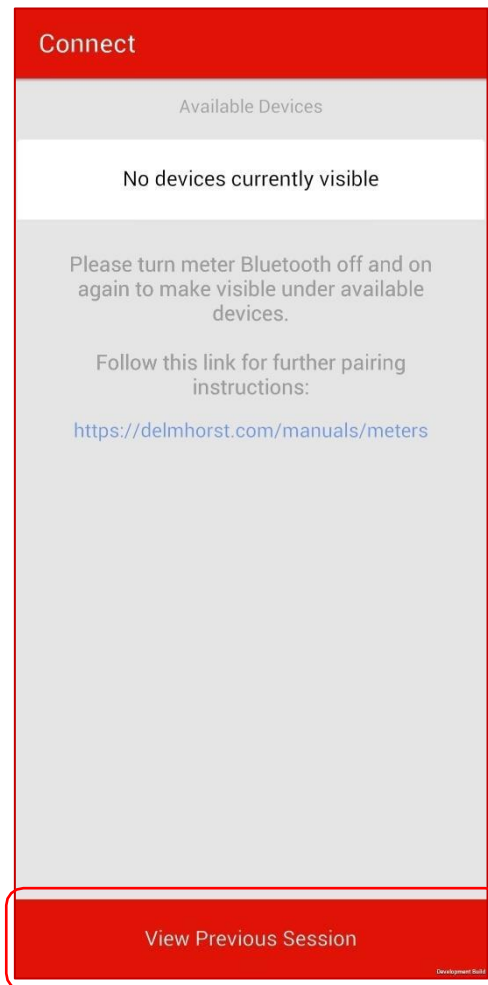 Connect
Available Devices
No devices currently visible
Please turn meter Bluetooth off and on
again to make visible under available
devices.
Follow this link for further pairing
instructions:
https://delmhorst.com/manuals/meters
View Previous Session
Development Build